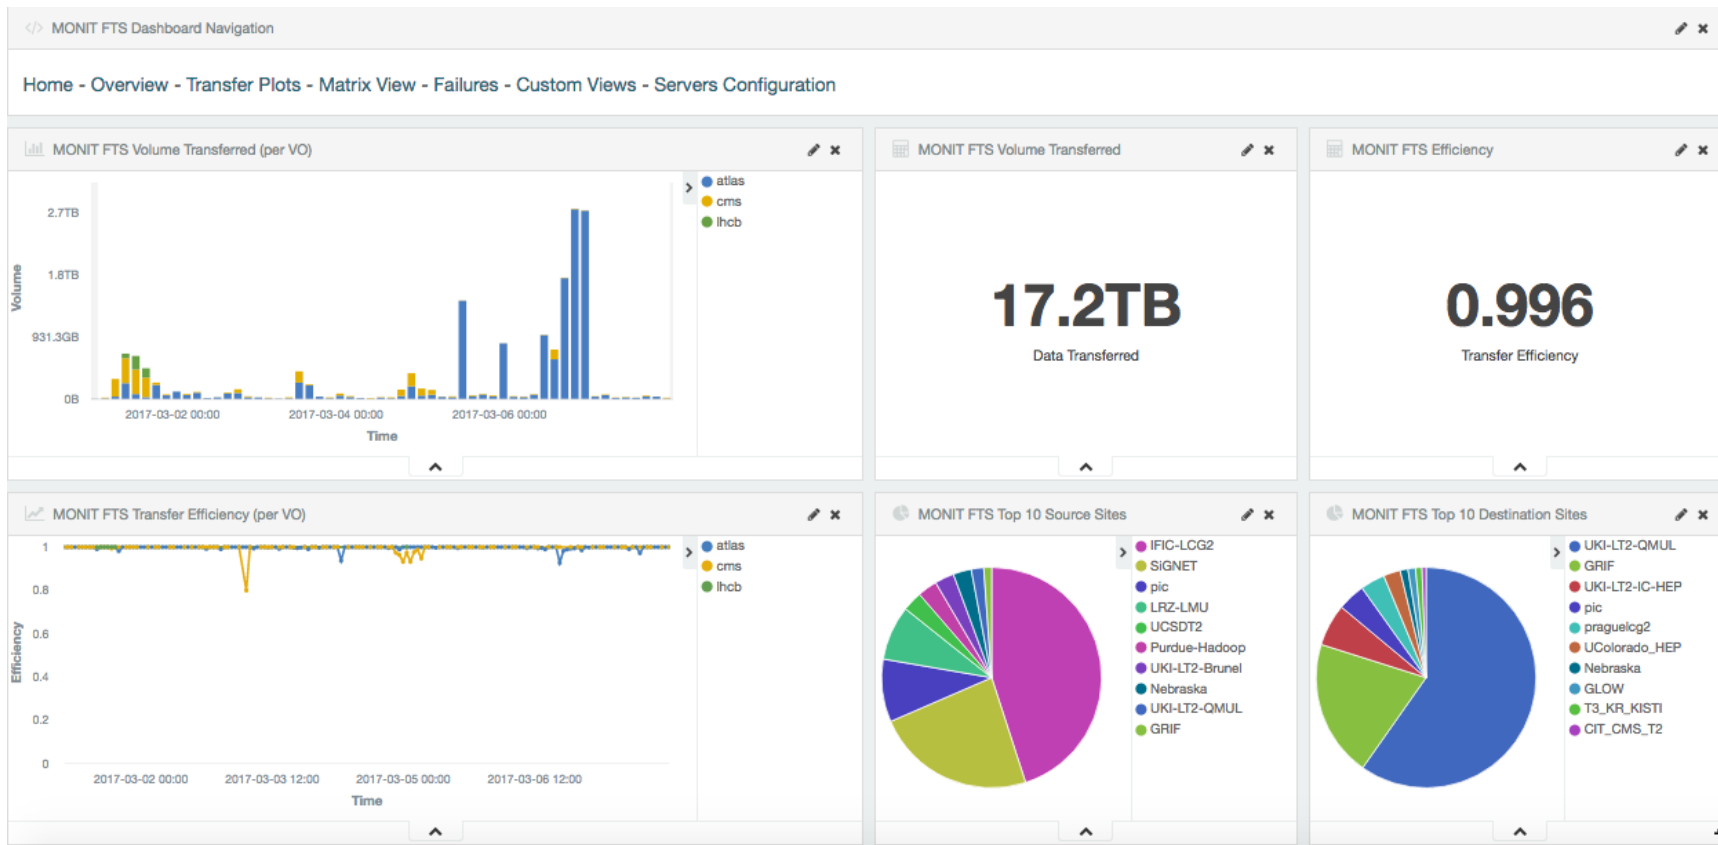 MONIT FTS Dashboard Navigation
Home - Overview - Transfer Plots - Matrix View - Failures - Custom Views - Servers Configuration
MONIT FTS Volume Transferred (per VO)
2.7TB
1.8TB
931.3GB
0B
Volume
2017-03-02 00:00
2017-03-04 00:00
2017-03-06 00:00
Time
atlas
cms
lhcb
MONIT FTS Volume Transferred
17.2TB
Data Transferred
MONIT FTS Efficiency
0.996
Transfer Efficiency
MONIT FTS Transfer Efficiency (per VO)
1
0.8
0.6
0.4
0.2
0
Efficiency
2017-03-02 00:00
2017-03-03 12:00
2017-03-05 00:00
2017-03-06 12:00
Time
atlas
cms
lhcb
MONIT FTS Top 10 Source Sites
IFIC-LCG2
SiGNET
pic
LRZ-LMU
UCSDT2
Purdue-Hadoop
UKI-LT2-Brunel
Nebraska
UKI-LT2-QMUL
GRIF
MONIT FTS Top 10 Destination Sites
UKI-LT2-QMUL
GRIF
UKI-LT2-IC-HEP
pic
praguelcg2
UColorado_HEP
Nebraska
GLOW
T3_KR_KISTI
CIT_CMS_T2